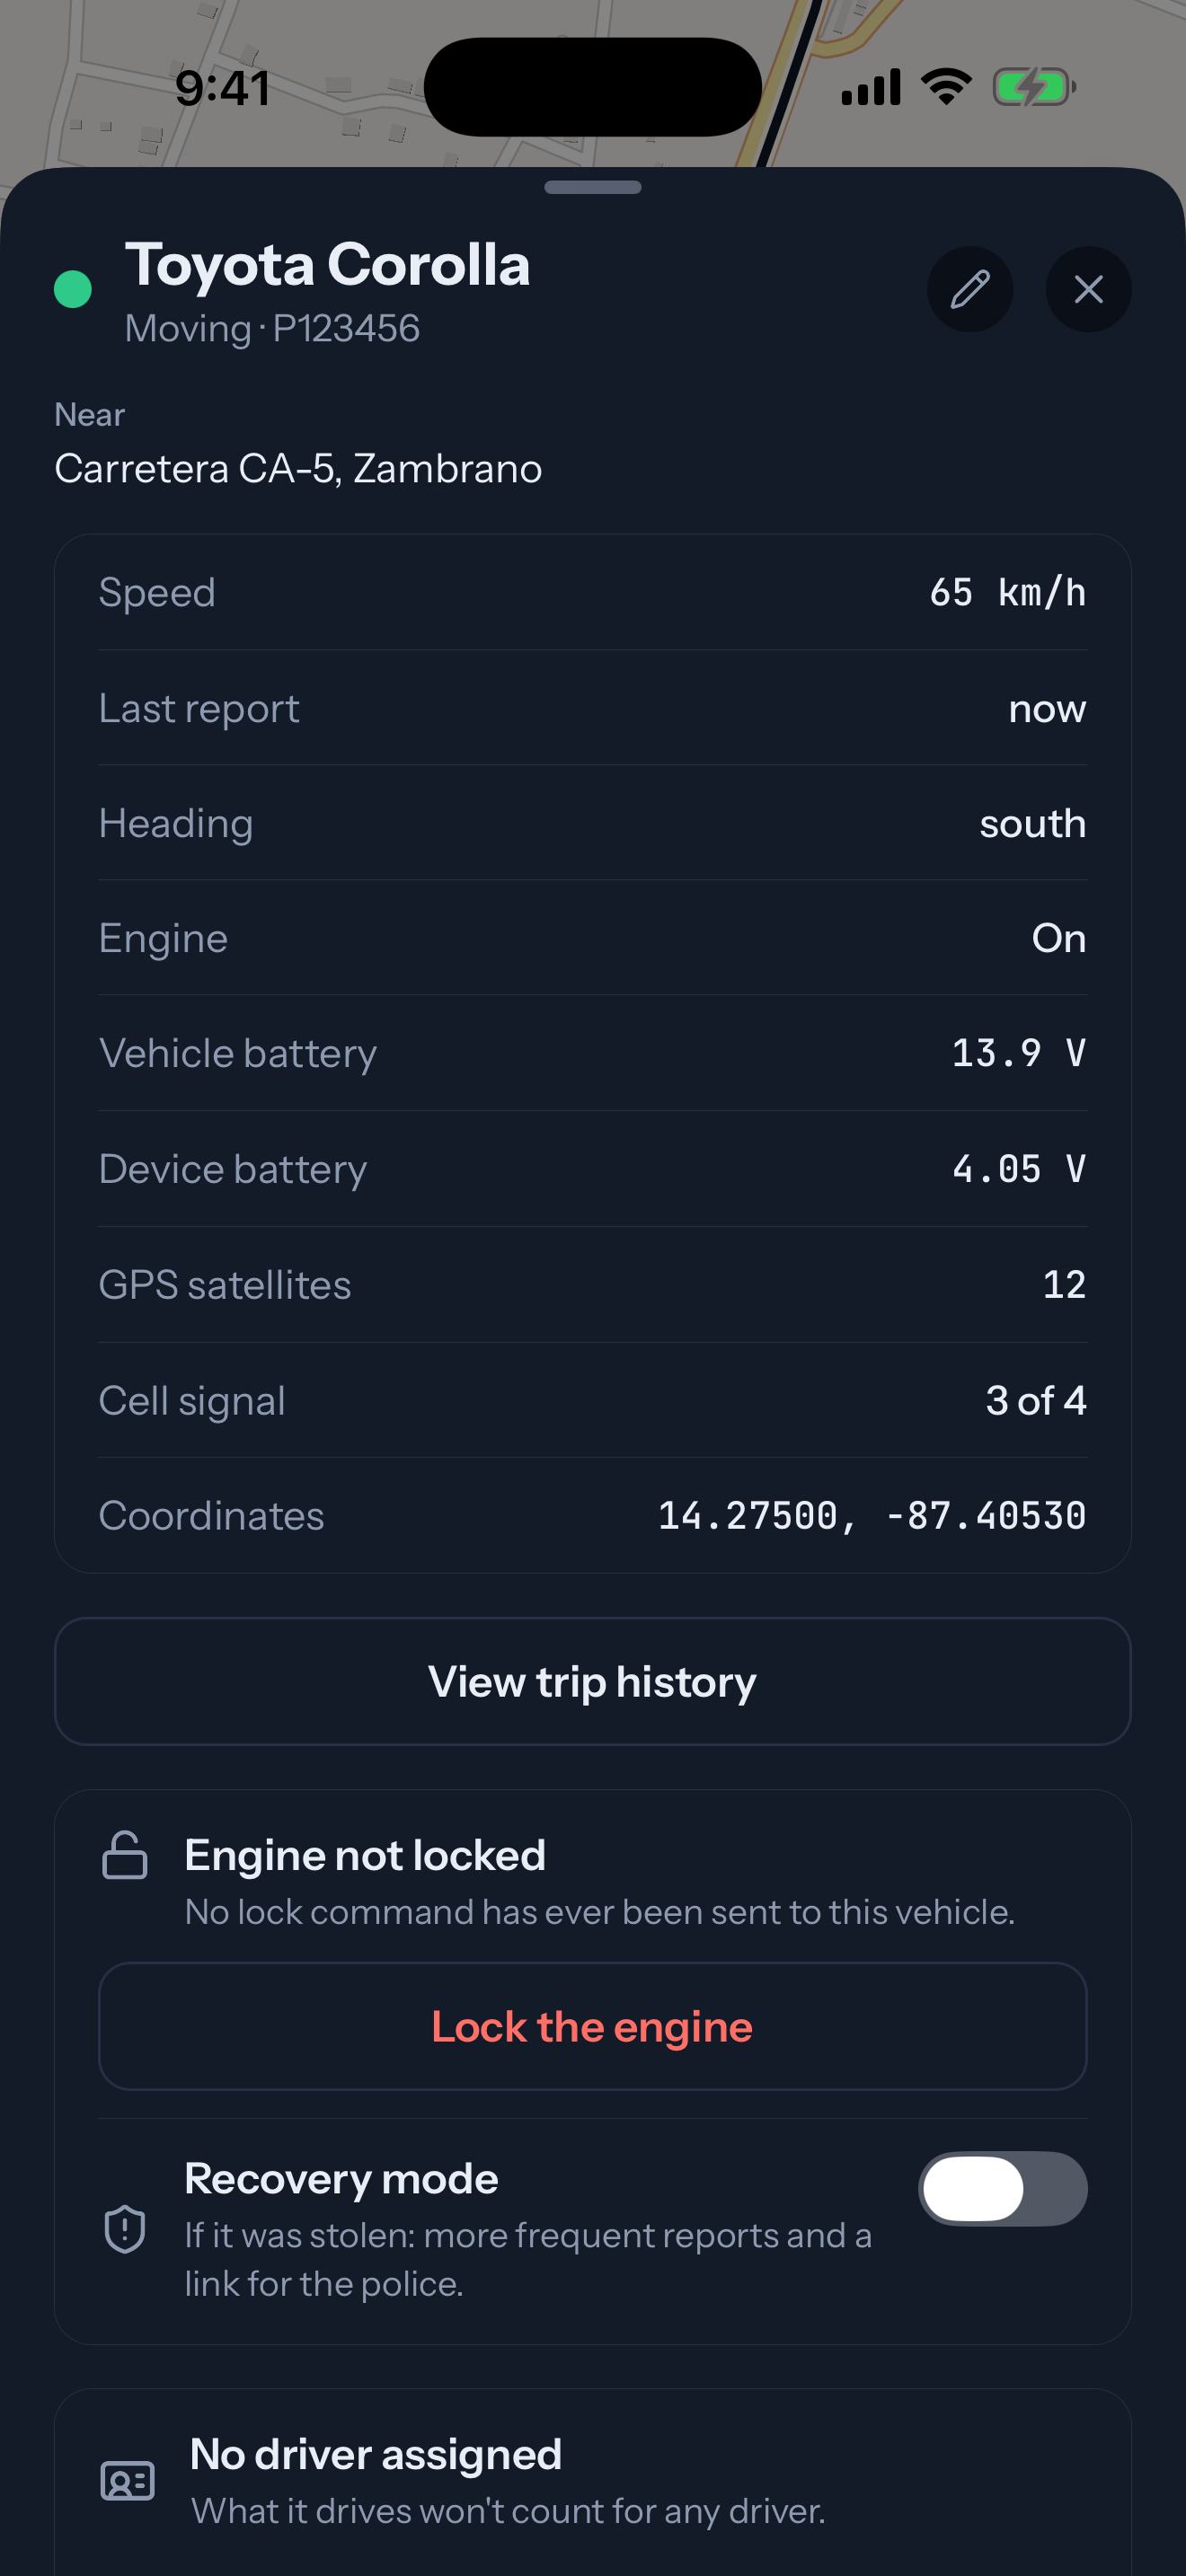 9:41
Toyota Corolla
Moving · P123456
Near
Carretera CA-5, Zambrano
Speed 65 km/h
Last report now
Heading south
Engine On
Vehicle battery 13.9 V
Device battery 4.05 V
GPS satellites 12
Cell signal 3 of 4
Coordinates 14.27500, -87.40530
View trip history
Engine not locked
No lock command has ever been sent to this vehicle.
Lock the engine
Recovery mode
If it was stolen: more frequent reports and a
link for the police.
No driver assigned
What it drives won't count for any driver.